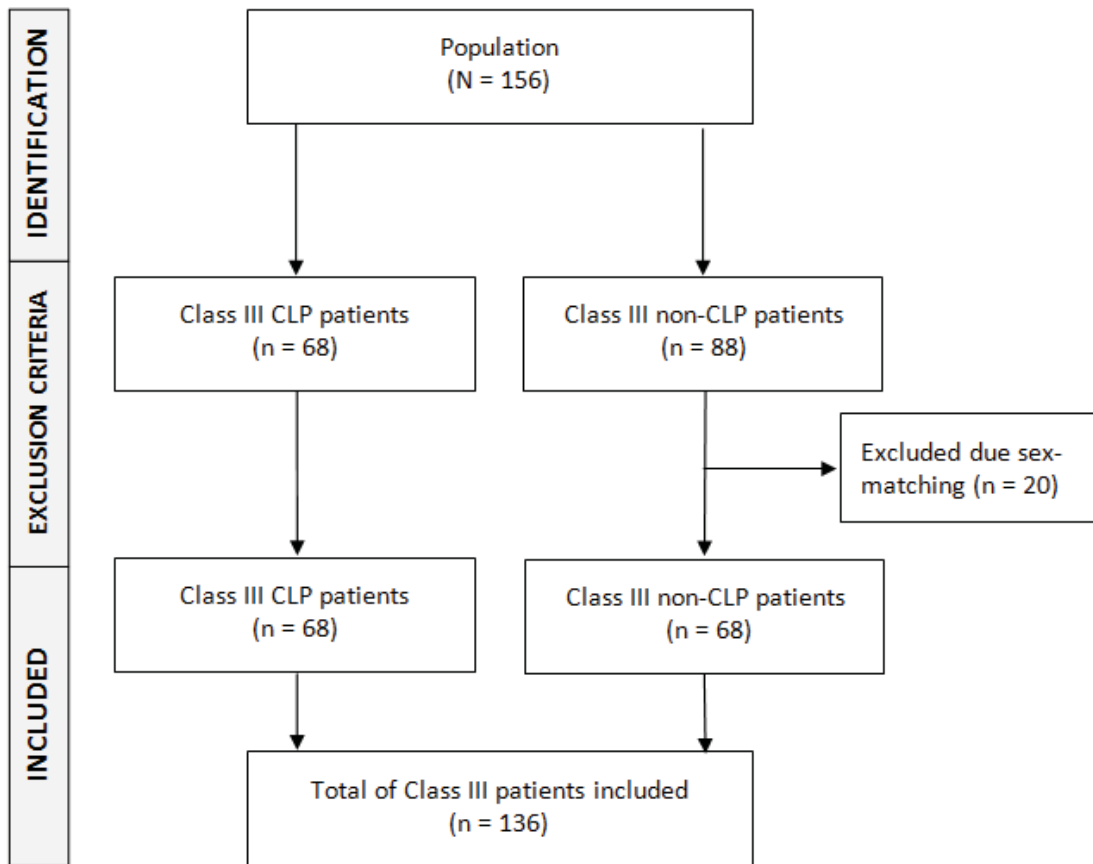 IDENTIFICATION
Population
(N = 156)
EXCLUSION CRITERIA
Class III CLP patients
(n = 68)
Class III non-CLP patients
(n = 88)
Excluded due sex-
matching (n = 20)
INCLUDED
Class III CLP patients
(n = 68)
Class III non-CLP patients
(n = 68)
Total of Class III patients included
(n = 136)